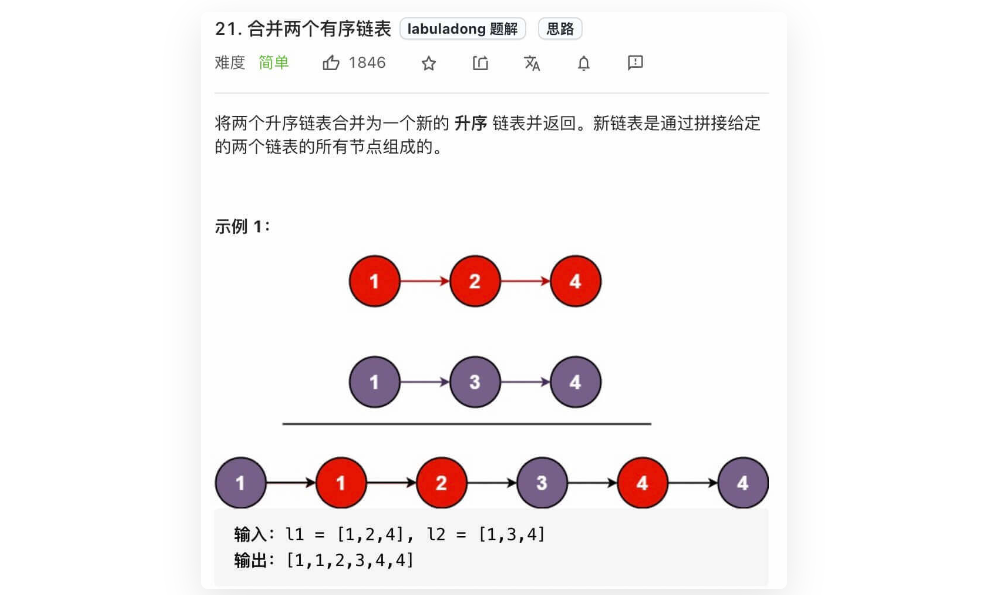 21. 合并两个有序链表 labuladong 题解 思路
难度 简单 1846
将两个升序链表合并为一个新的 升序 链表并返回。新链表是通过拼接给定
的两个链表的所有节点组成的。
示例 1：
1 2 4
1 3 4
1 1 2 3 4 4
输入：l1 = [1,2,4], l2 = [1,3,4]
输出：[1,1,2,3,4,4]